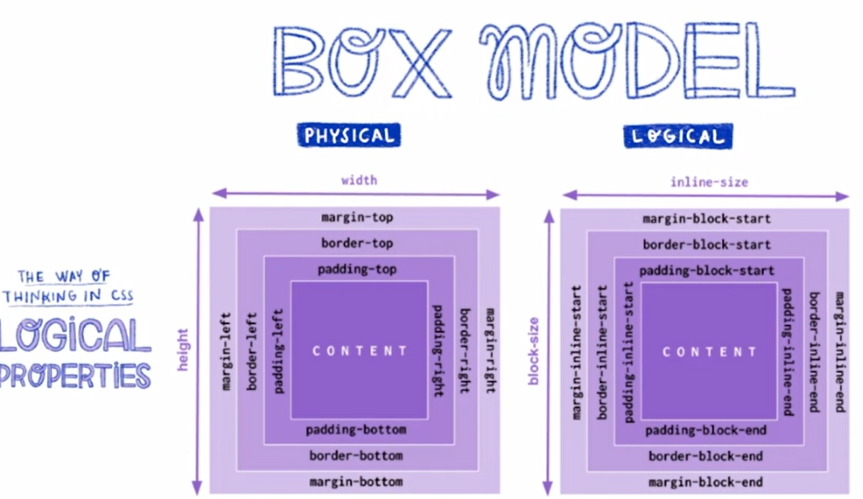 BOX MODEL
PHYSICAL
LOGICAL
THE WAY OF
THINKING IN CSS
LOGICAL
PROPERTIES
width
height
margin-top
border-top
padding-top
margin-left
border-left
padding-left
CONTENT
padding-right
border-right
margin-right
padding-bottom
border-bottom
margin-bottom
inline-size
block-size
margin-block-start
border-block-start
padding-block-start
margin-inline-start
border-inline-start
padding-inline-start
CONTENT
padding-inline-end
border-inline-end
margin-inline-end
padding-block-end
border-block-end
margin-block-end